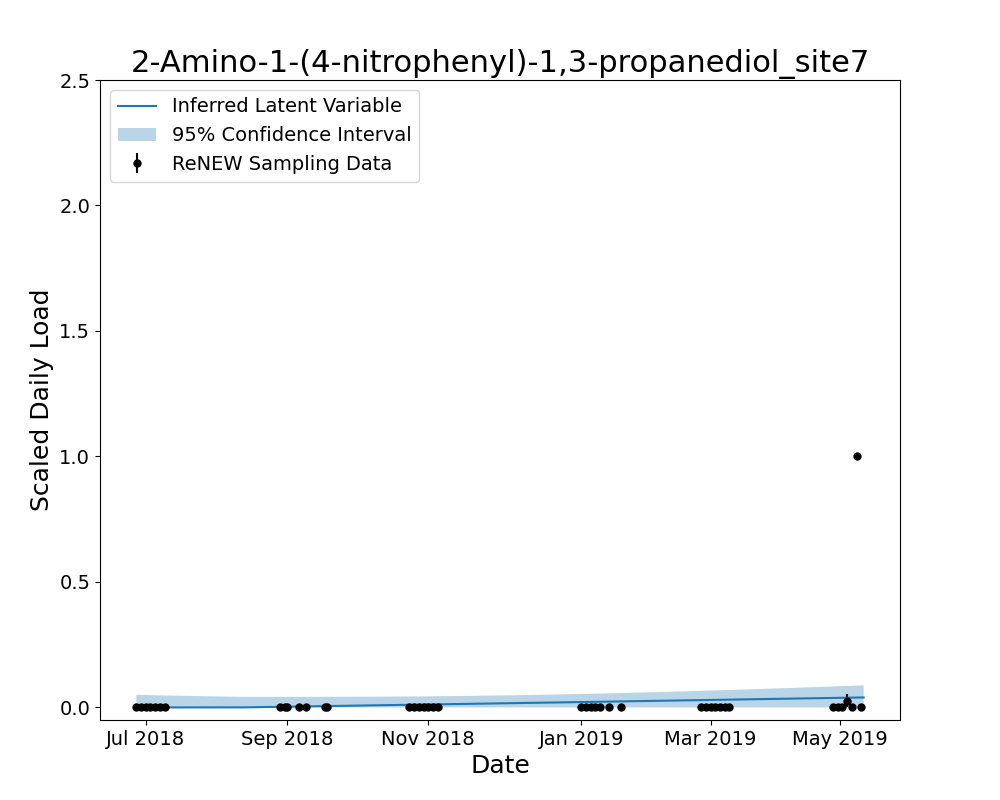 2-Amino-1-(4-nitrophenyl)-1,3-propanediol_site7
Inferred Latent Variable
95% Confidence Interval
ReNEW Sampling Data
Scaled Daily Load
2.5
2.0
1.5
1.0
0.5
0.0
Jul 2018
Sep 2018
Nov 2018
Jan 2019
Mar 2019
May 2019
Date